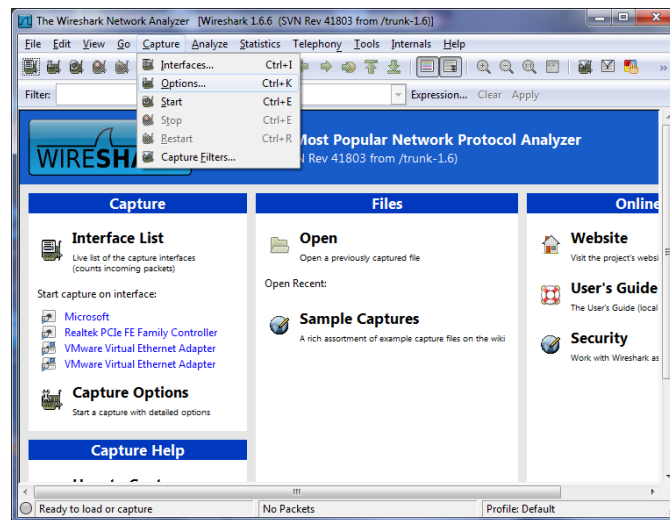 The Wireshark Network Analyzer [Wireshark 1.6.6 (SVN Rev 41803 from /trunk-1.6)]
File Edit View Go Capture Analyze Statistics Telephony Tools Internals Help
Interfaces... Ctrl+I
Options... Ctrl+K
Start Ctrl+E
Stop Ctrl+E
Restart Ctrl+R
Capture Filters...
Filter: Expression... Clear Apply
WIRESH
Most Popular Network Protocol Analyzer
N Rev 41803 from /trunk-1.6)
Capture
Interface List
Live list of the capture interfaces
(counts incoming packets)
Start capture on interface:
Microsoft
Realtek PCIe FE Family Controller
VMware Virtual Ethernet Adapter
VMware Virtual Ethernet Adapter
Capture Options
Start a capture with detailed options
Capture Help
Files
Open
Open a previously captured file
Open Recent:
Sample Captures
A rich assortment of example capture files on the wiki
Online
Website
Visit the project's websi
User's Guide
The User's Guide (local
Security
Work with Wireshark as
Ready to load or capture No Packets Profile: Default